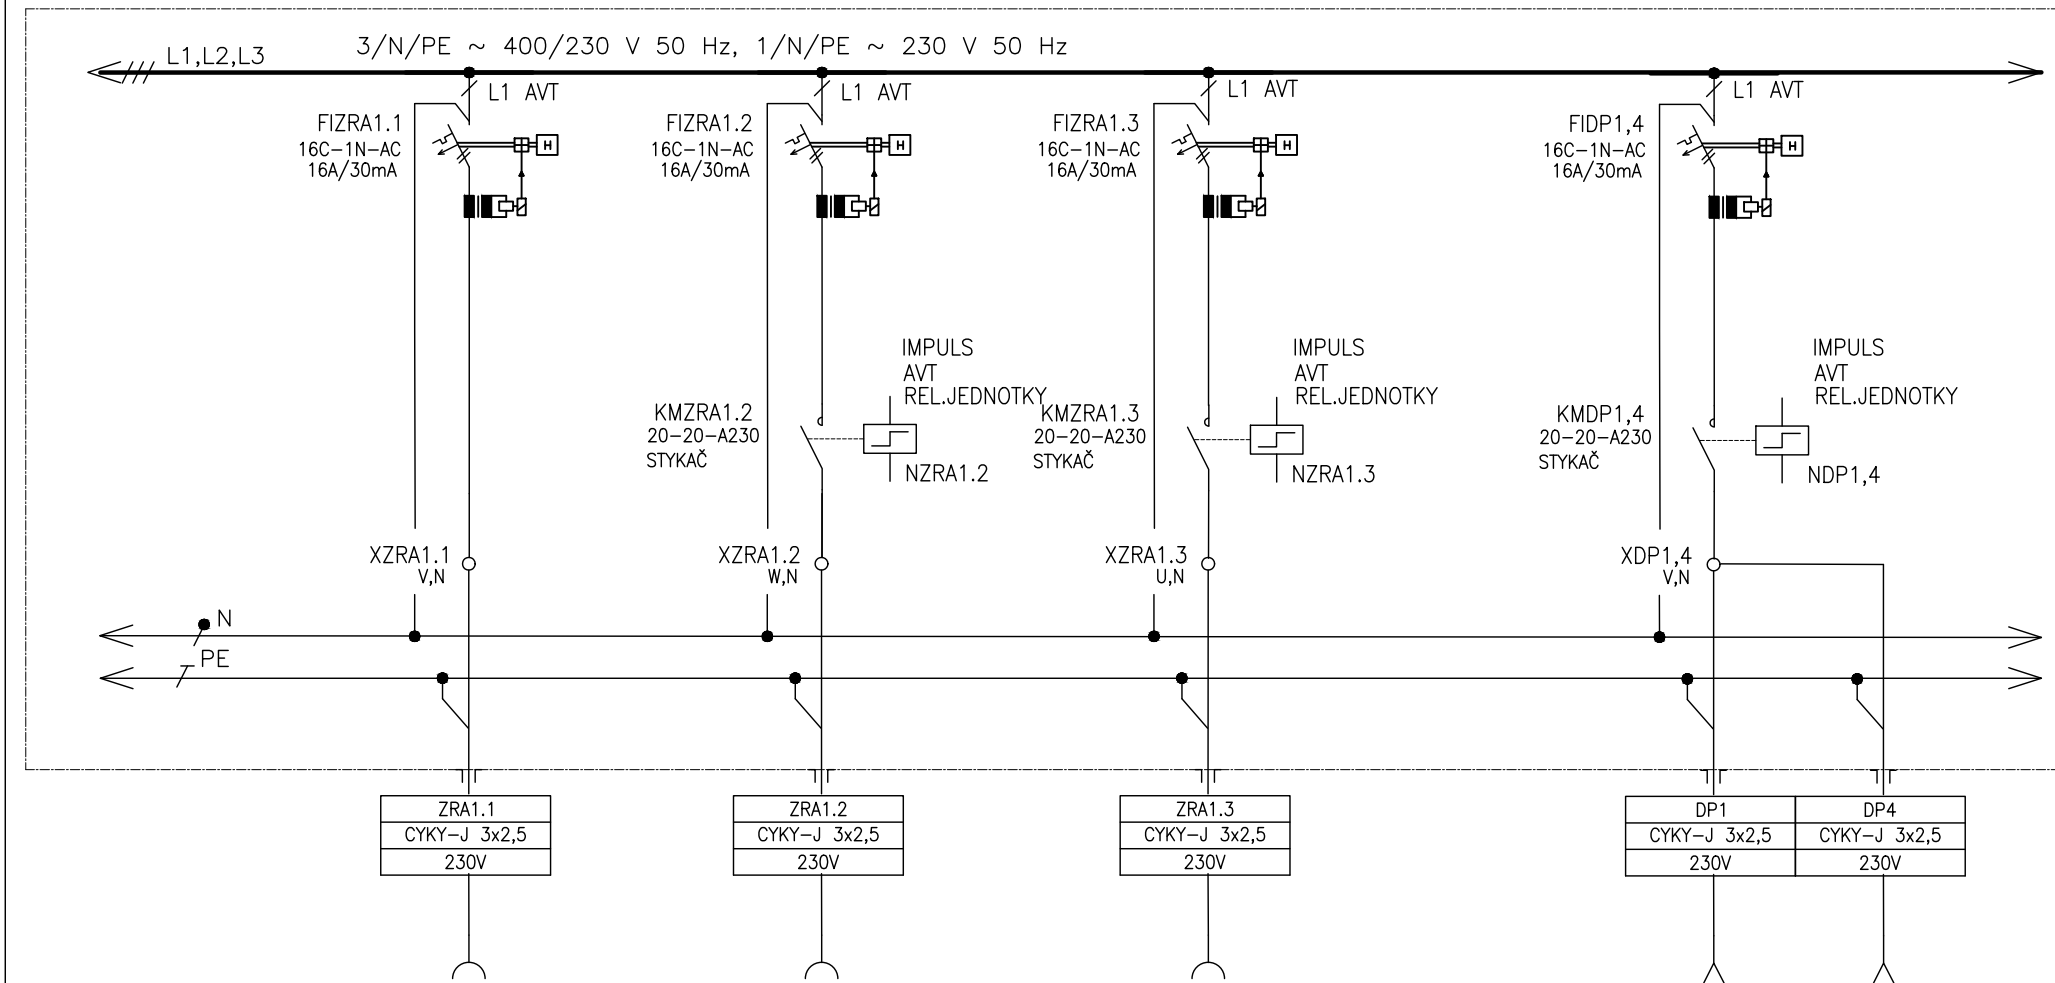 L1,L2,L3
3/N/PE ~ 400/230 V 50 Hz, 1/N/PE ~ 230 V 50 Hz
L1 AVT
L1 AVT
L1 AVT
L1 AVT
FIZRA1.1
16C-1N-AC
16A/30mA
H
FIZRA1.2
16C-1N-AC
16A/30mA
H
FIZRA1.3
16C-1N-AC
16A/30mA
H
FIDP1,4
16C-1N-AC
16A/30mA
H
IMPULS
AVT
REL.JEDNOTKY
KMZRA1.2
20-20-A230
STYKAČ
NZRA1.2
IMPULS
AVT
REL.JEDNOTKY
KMZRA1.3
20-20-A230
STYKAČ
NZRA1.3
IMPULS
AVT
REL.JEDNOTKY
KMDP1,4
20-20-A230
STYKAČ
NDP1,4
XZRA1.1
V,N
XZRA1.2
W,N
XZRA1.3
U,N
XDP1,4
V,N
N
PE
ZRA1.1
CYKY-J 3x2,5
230V
ZRA1.2
CYKY-J 3x2,5
230V
ZRA1.3
CYKY-J 3x2,5
230V
DP1
CYKY-J 3x2,5
230V
DP4
CYKY-J 3x2,5
230V